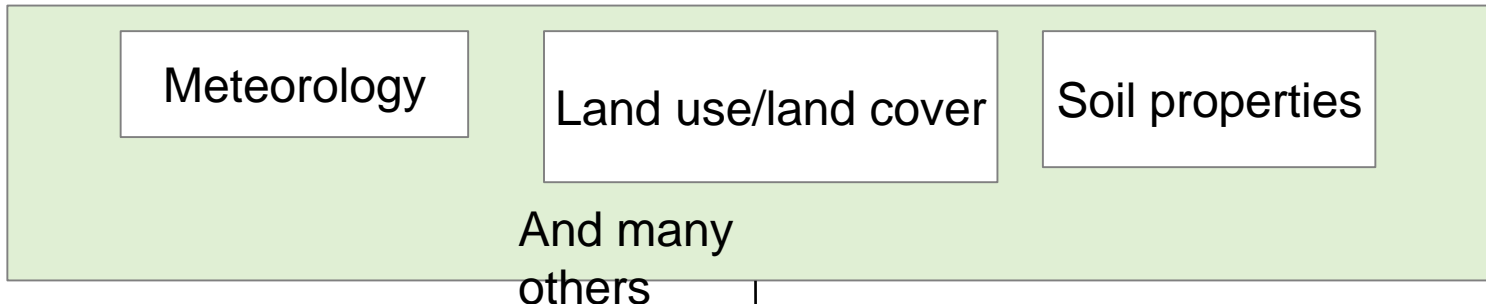 Meteorology
Land use/land cover
Soil properties
And many
others